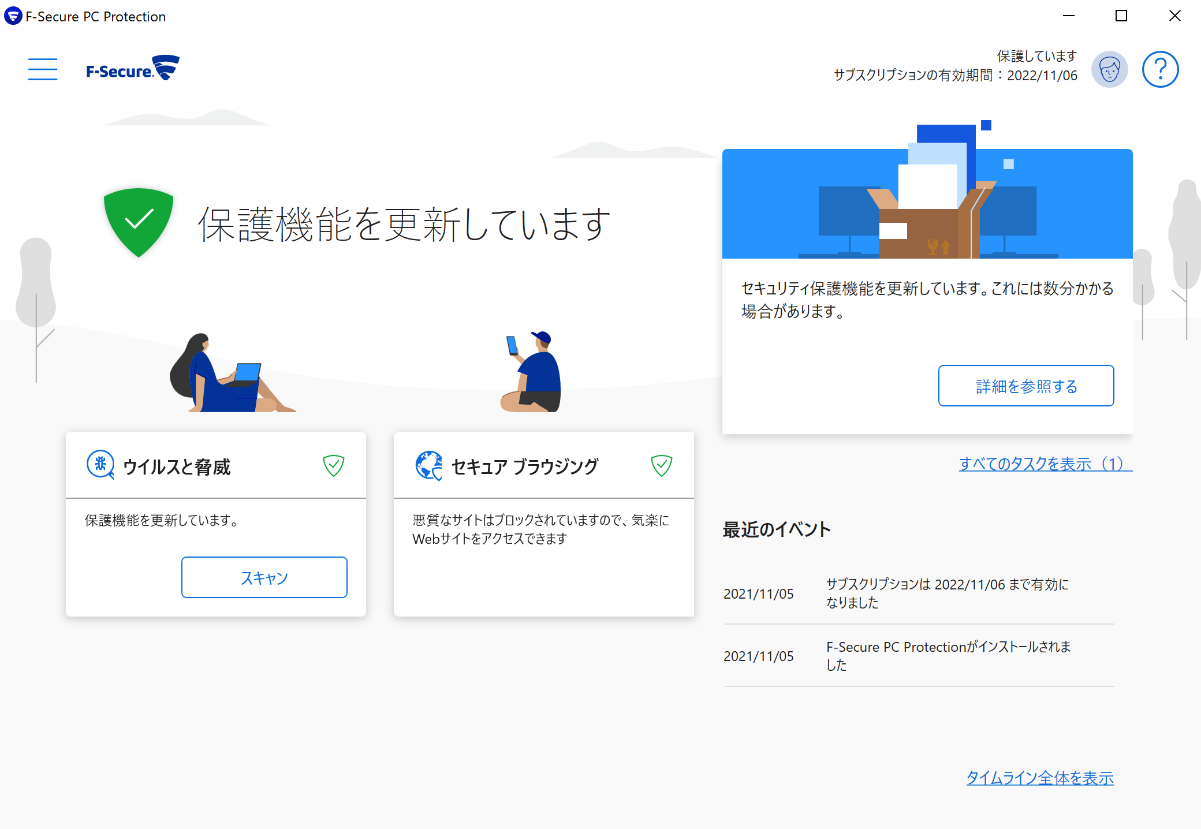 F-Secure PC Protection
F-Secure.
保護しています
サブスクリプションの有効期間：2022/11/06
?
保護機能を更新しています
セキュリティ保護機能を更新しています。これには数分かかる
場合があります。
詳細を参照する
すべてのタスクを表示（1）
ウイルスと脅威
保護機能を更新しています。
スキャン
セキュア ブラウジング
悪質なサイトはブロックされていますので、気楽に
Webサイトをアクセスできます
最近のイベント
2021/11/05
サブスクリプションは 2022/11/06 まで有効に
なりました
2021/11/05
F-Secure PC Protectionがインストールされま
した
タイムライン全体を表示